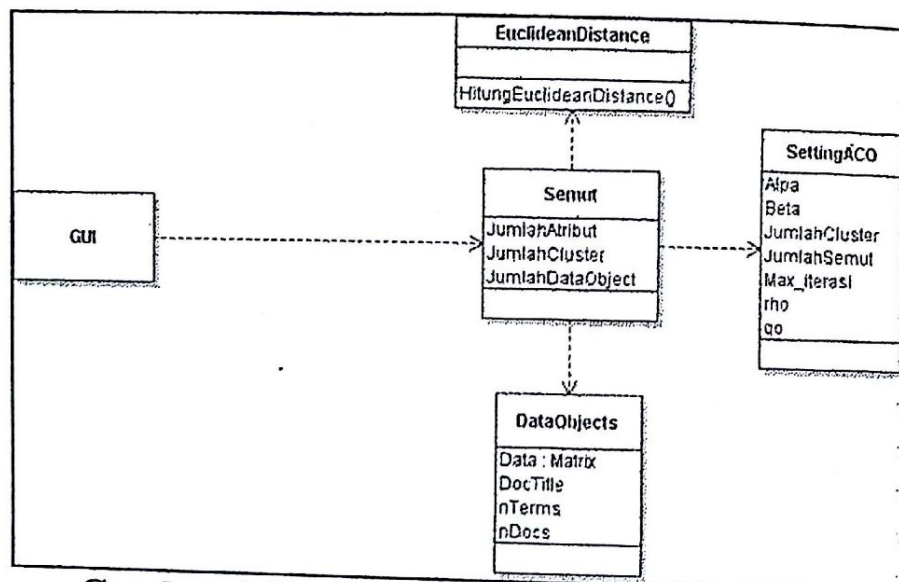 EuclideanDistance
HitungEuclideanDistance()
SettingACO
Alpa
Beta
JumlahCluster
JumlahSemut
Max_Iterasi
rho
qo
Semut
JumlahAtribut
JumlahCluster
JumlahDataObject
GUI
DataObjects
Data : Matrix
DocTitle
nTerms
nDocs